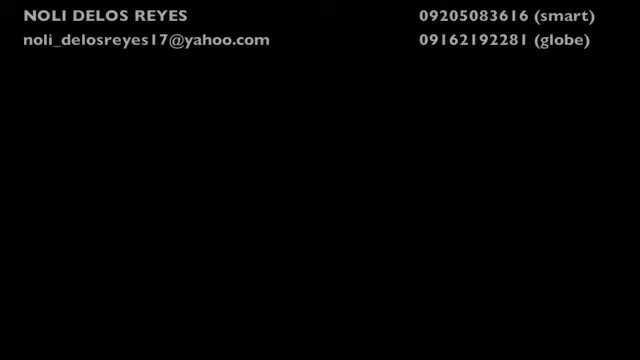 NOLI DELOS REYES
noli_delosreyes17@yahoo.com
09205083616 (smart)
09162192281 (globe)